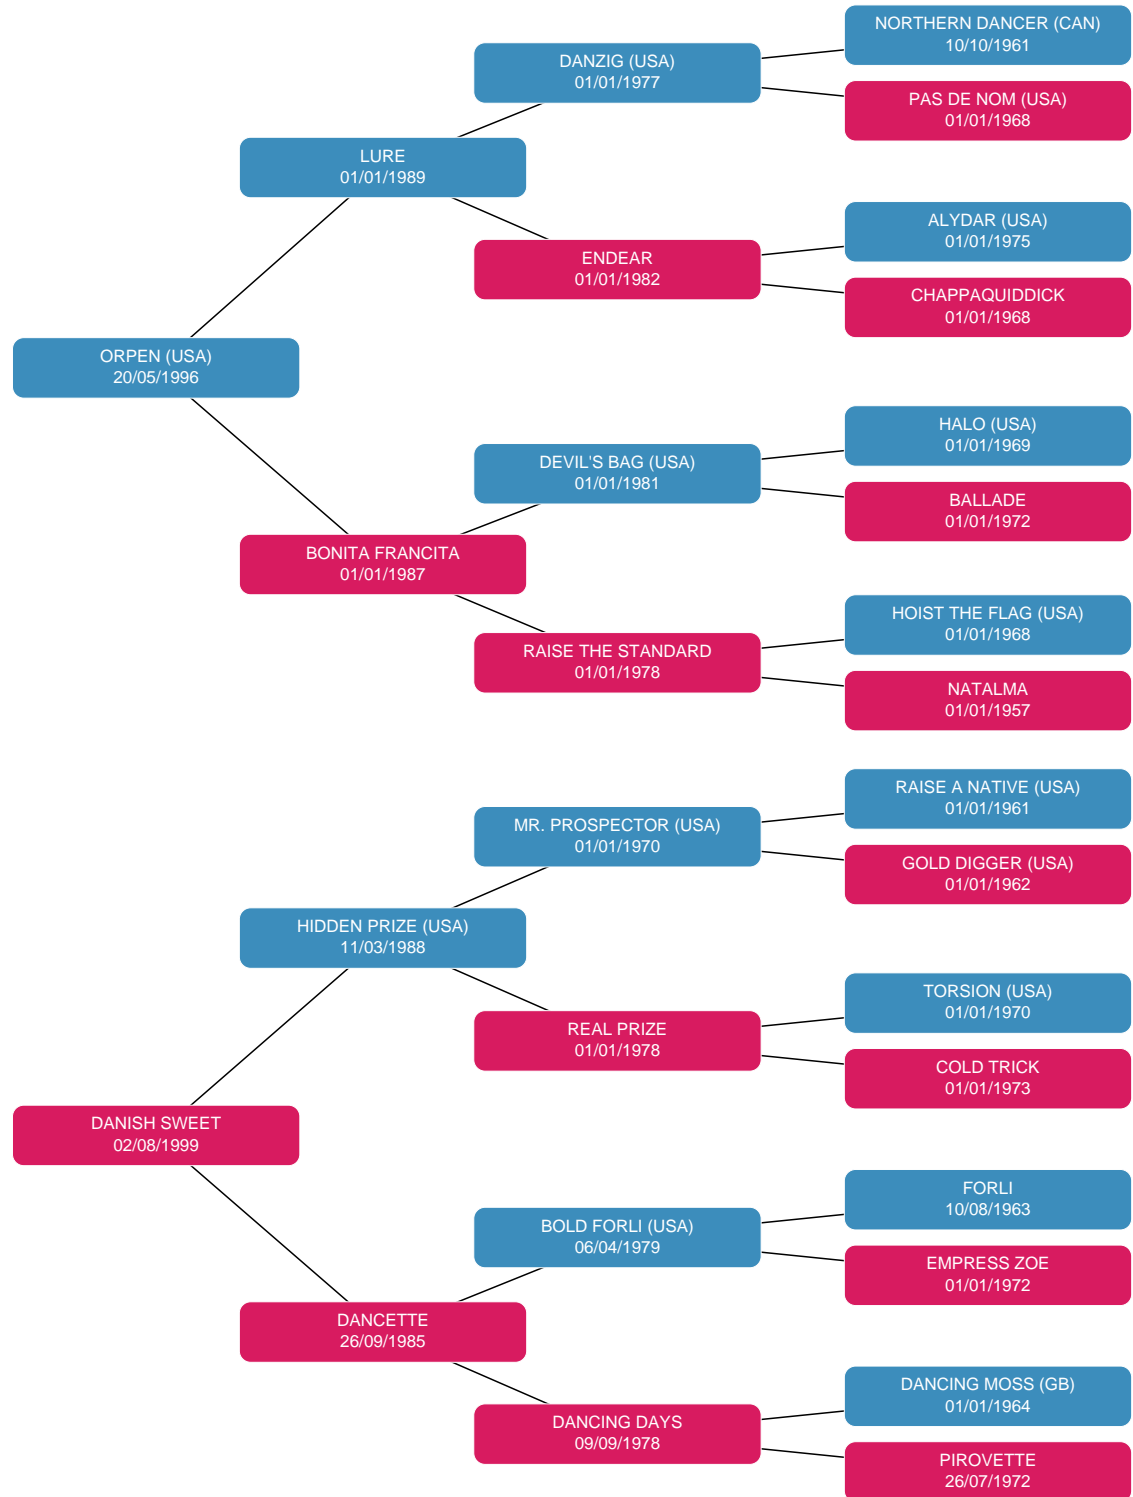 NORTHERN DANCER (CAN)
10/10/1961
DANZIG (USA)
01/01/1977
PAS DE NOM (USA)
01/01/1968
LURE
01/01/1989
ALYDAR (USA)
01/01/1975
ENDEAR
01/01/1982
CHAPPAQUIDDICK
01/01/1968
ORPEN (USA)
20/05/1996
HALO (USA)
01/01/1969
DEVIL'S BAG (USA)
01/01/1981
BALLADE
01/01/1972
BONITA FRANCITA
01/01/1987
HOIST THE FLAG (USA)
01/01/1968
RAISE THE STANDARD
01/01/1978
NATALMA
01/01/1957
RAISE A NATIVE (USA)
01/01/1961
MR. PROSPECTOR (USA)
01/01/1970
GOLD DIGGER (USA)
01/01/1962
HIDDEN PRIZE (USA)
11/03/1988
TORSION (USA)
01/01/1970
REAL PRIZE
01/01/1978
COLD TRICK
01/01/1973
DANISH SWEET
02/08/1999
FORLI
10/08/1963
BOLD FORLI (USA)
06/04/1979
EMPRESS ZOE
01/01/1972
DANCETTE
26/09/1985
DANCING MOSS (GB)
01/01/1964
DANCING DAYS
09/09/1978
PIROVETTE
26/07/1972